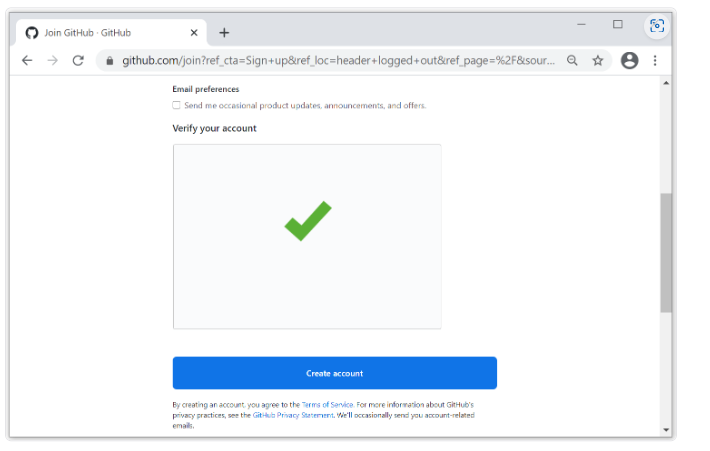 Join GitHub · GitHub
github.com/join?ref_cta=Sign+up&ref_loc=header+logged+out&ref_page=%2F&sour...
Email preferences
Send me occasional product updates, announcements, and offers.
Verify your account
Create account
By creating an account, you agree to the Terms of Service. For more information about GitHub's
privacy practices, see the GitHub Privacy Statement. We'll occasionally send you account-related
emails.